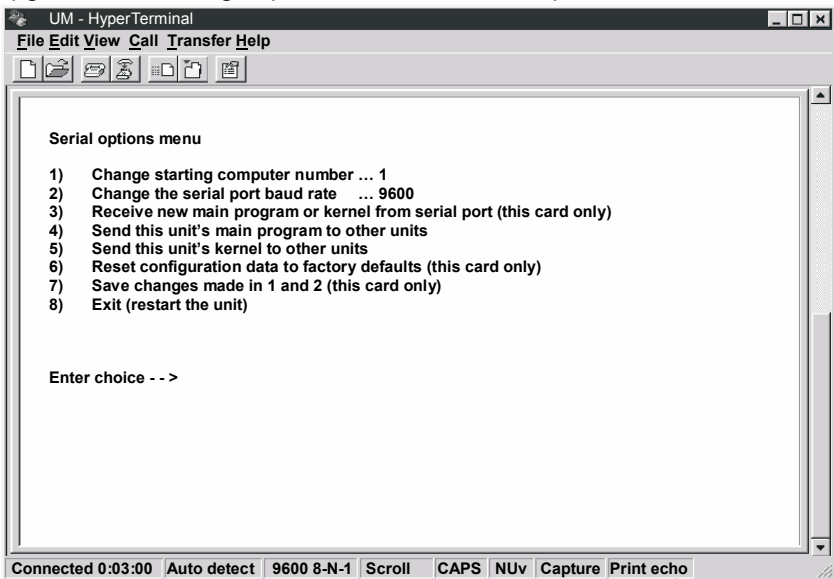 UM - HyperTerminal
File Edit View Call Transfer Help
Serial options menu
1) Change starting computer number ... 1
2) Change the serial port baud rate ... 9600
3) Receive new main program or kernel from serial port (this card only)
4) Send this unit's main program to other units
5) Send this unit's kernel to other units
6) Reset configuration data to factory defaults (this card only)
7) Save changes made in 1 and 2 (this card only)
8) Exit (restart the unit)
Enter choice - - >
Connected 0:03:00 Auto detect 9600 8-N-1 Scroll CAPS NUv Capture Print echo